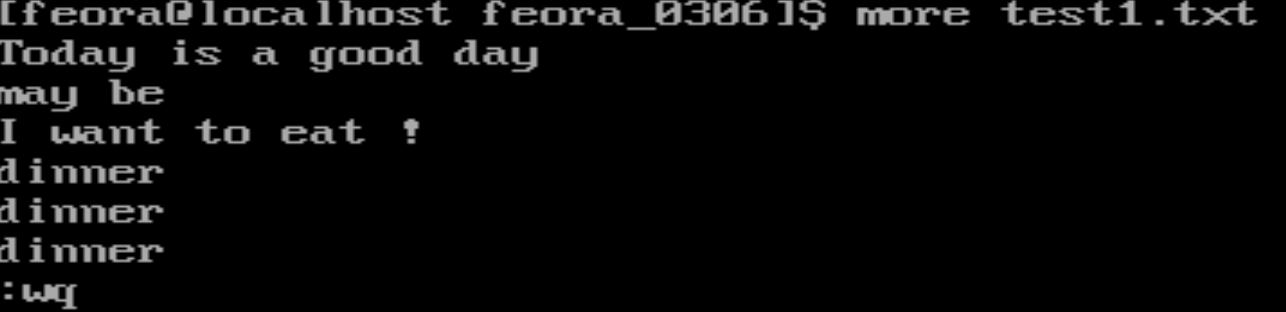 [feora@localhost feora_0306]$ more test1.txt
Today is a good day
may be
I want to eat !
dinner
dinner
dinner
:wq